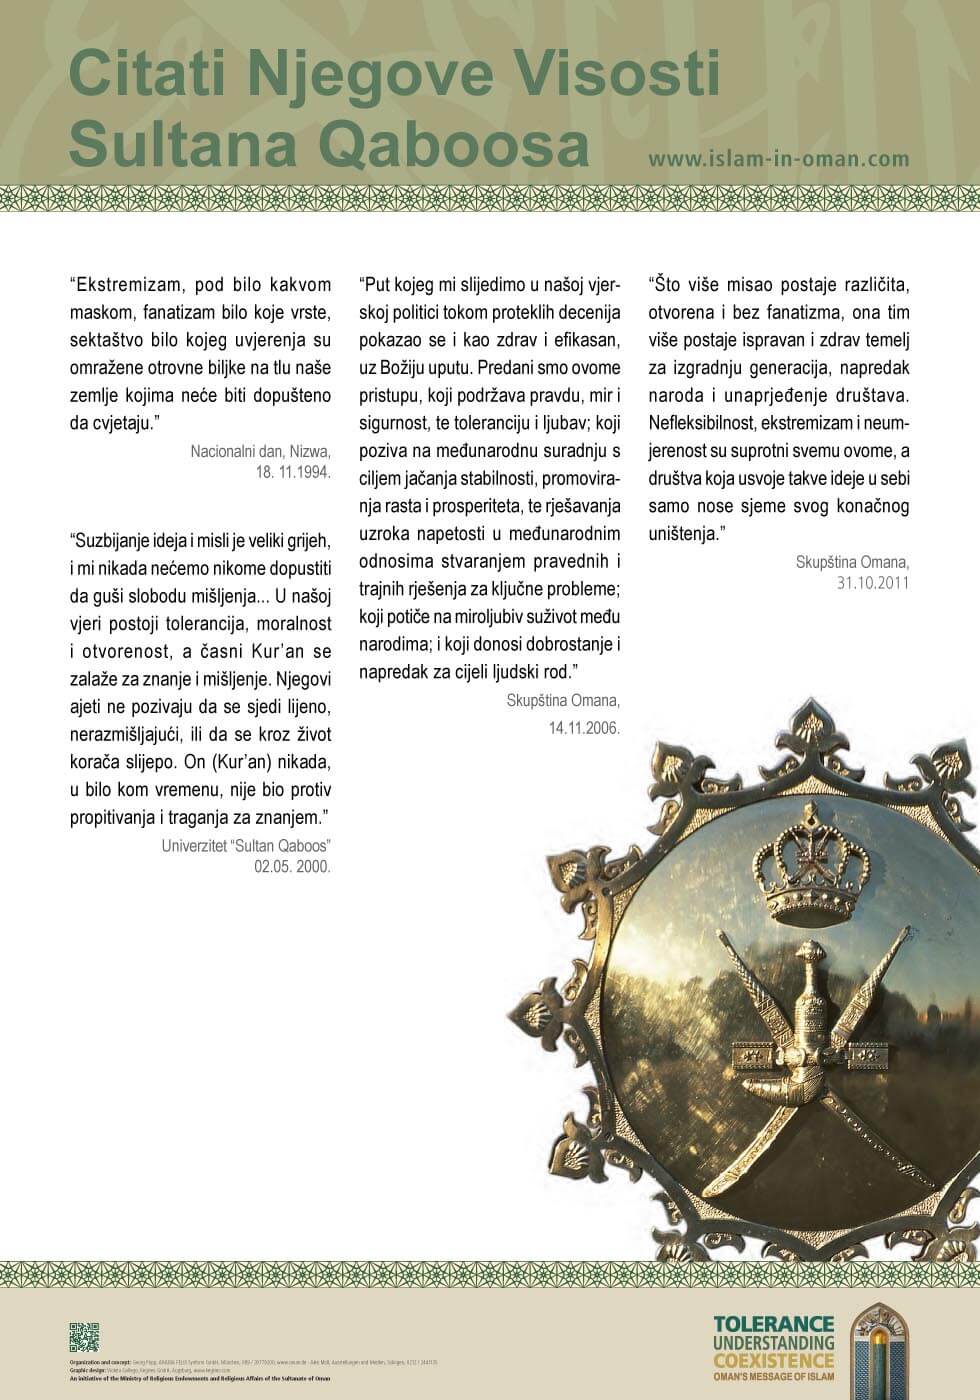 Citati Njegove Visosti
Sultana Qaboosa
www.islam-in-oman.com
“Ekstremizam, pod bilo kakvom
maskom, fanatizam bilo koje vrste,
sektaštvo bilo kojeg uvjerenja su
omražene otrovne biljke na tlu naše
zemlje kojima neće biti dopušteno
da cvjetaju.”
Nacionalni dan, Nizwa,
18. 11.1994.
“Suzbijanje ideja i misli je veliki grijeh,
i mi nikada nećemo nikome dopustiti
da guši slobodu mišljenja... U našoj
vjeri postoji tolerancija, moralnost
i otvorenost, a časni Kur’an se
zalaže za znanje i mišljenje. Njegovi
ajeti ne pozivaju da se sjedi lijeno,
nerazmišljajući, ili da se kroz život
korača slijepo. On (Kur’an) nikada,
u bilo kom vremenu, nije bio protiv
propitivanja i traganja za znanjem.”
Univerzitet “Sultan Qaboos”
02.05. 2000.
“Put kojeg mi slijedimo u našoj vjer-
skoj politici tokom proteklih decenija
pokazao se i kao zdrav i efikasan,
uz Božiju uputu. Predani smo ovome
pristupu, koji podržava pravdu, mir i
sigurnost, te toleranciju i ljubav; koji
poziva na međunarodnu suradnju s
ciljem jačanja stabilnosti, promovira-
nja rasta i prosperiteta, te rješavanja
uzroka napetosti u međunarodnim
odnosima stvaranjem pravednih i
trajnih rješenja za ključne probleme;
koji potiče na miroljubiv suživot među
narodima; i koji donosi dobrostanje i
napredak za cijeli ljudski rod.”
Skupština Omana,
14.11.2006.
“Što više misao postaje različita,
otvorena i bez fanatizma, ona tim
više postaje ispravan i zdrav temelj
za izgradnju generacija, napredak
naroda i unaprjeđenje društava.
Nefleksibilnost, ekstremizam i neum-
jerenost su suprotni svemu ovome, a
društva koja usvoje takve ideje u sebi
samo nose sjeme svog konačnog
uništenja.”
Skupština Omana,
31.10.2011
TOLERANCE
UNDERSTANDING
COEXISTENCE
OMAN'S MESSAGE OF ISLAM
Organization and concept: Georg Popp, ARABIA FELIX Synform GmbH, München,
Graphic design:
An initiative of the Ministry of Religious Endowments and Religious Affairs of the Sultanate of Oman